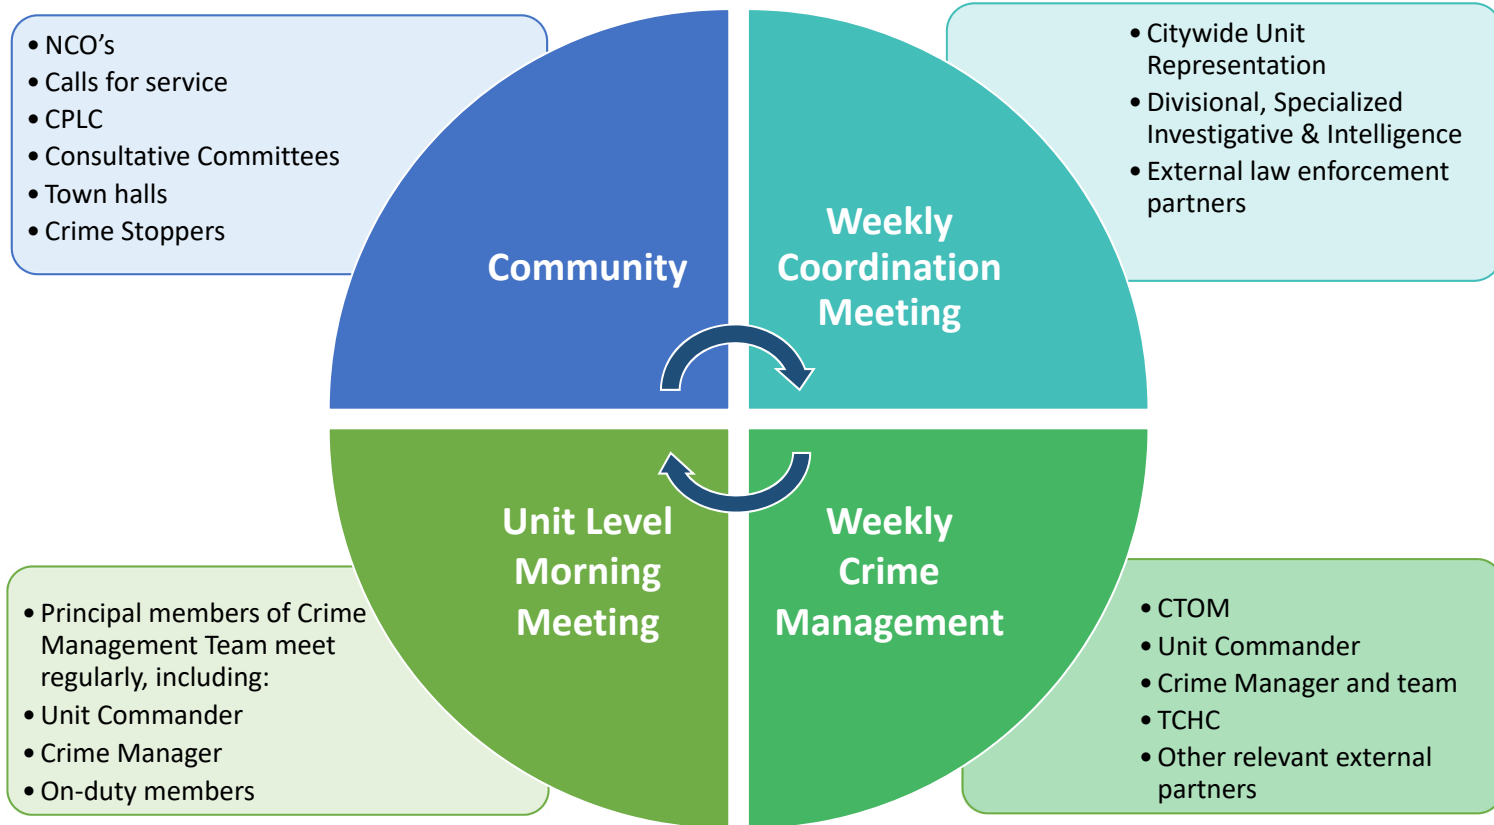 • NCO’s
• Calls for service
• CPLC
• Consultative Committees
• Town halls
• Crime Stoppers
Community
Weekly
Coordination
Meeting
• Citywide Unit
Representation
• Divisional, Specialized
Investigative & Intelligence
• External law enforcement
partners
Unit Level
Morning
Meeting
• Principal members of Crime
Management Team meet
regularly, including:
• Unit Commander
• Crime Manager
• On-duty members
Weekly
Crime
Management
• CTOM
• Unit Commander
• Crime Manager and team
• TCHC
• Other relevant external
partners